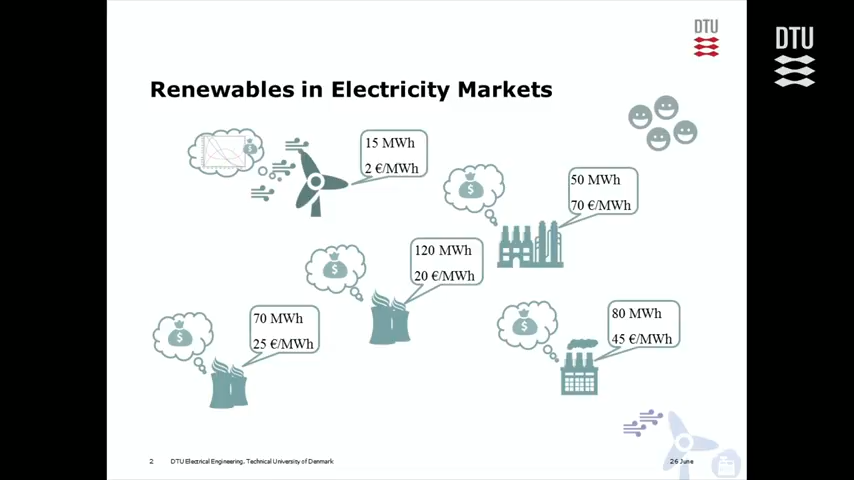 DTU
DTU
Renewables in Electricity Markets
15 MWh
2 €/MWh
50 MWh
70 €/MWh
120 MWh
20 €/MWh
70 MWh
25 €/MWh
80 MWh
45 €/MWh
2 DTU Electrical Engineering, Technical University of Denmark
26 June